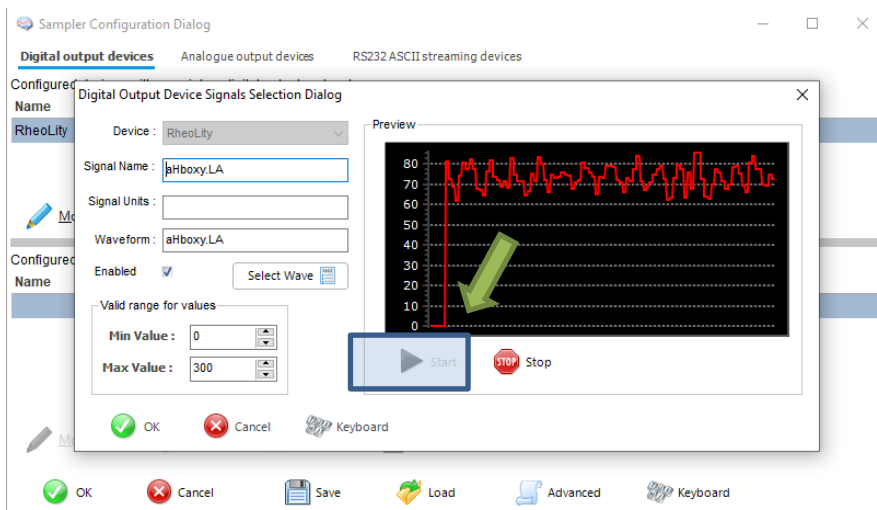 Sampler Configuration Dialog
Digital output devices Analogue output devices RS232 ASCII streaming devices
Digital Output Device Signals Selection Dialog
Name
RheoLity
Device : RheoLity
Signal Name : aHboxy.LA
Signal Units :
Waveform : aHboxy.LA
Enabled
Select Wave
Valid range for values
Min Value : 0
Max Value : 300
Preview
80
70
60
50
40
30
20
10
0
Start
STOP Stop
OK Cancel Keyboard
Name
OK Cancel Save Load Advanced Keyboard